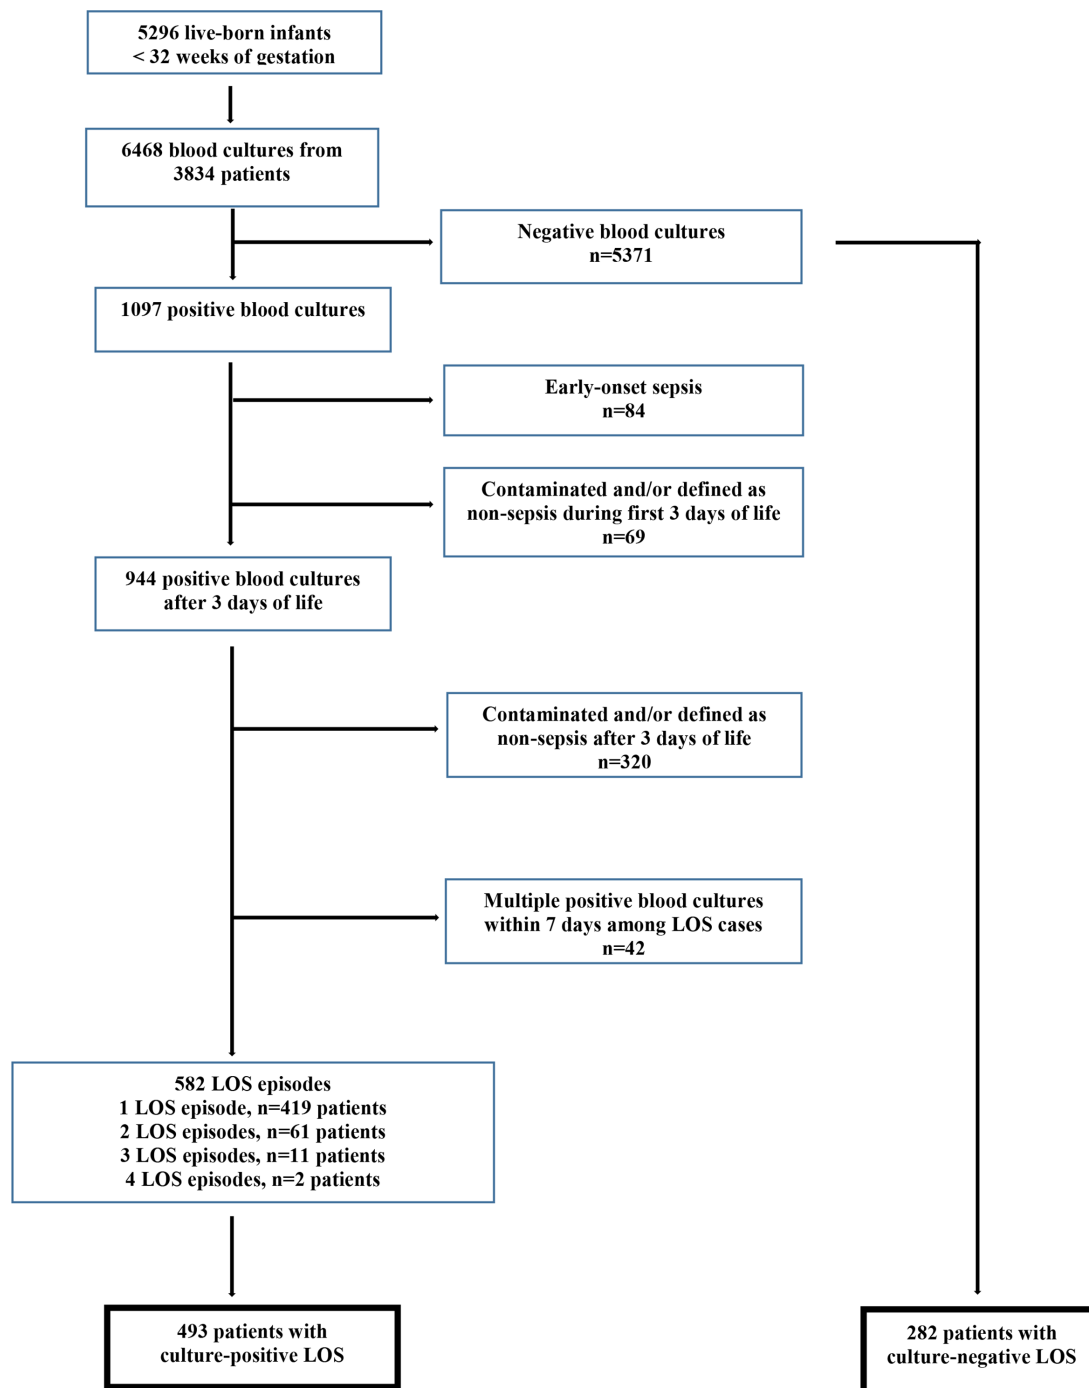 5296 live-born infants
< 32 weeks of gestation
6468 blood cultures from
3834 patients
Negative blood cultures
n=5371
1097 positive blood cultures
Early-onset sepsis
n=84
Contaminated and/or defined as
non-sepsis during first 3 days of life
n=69
944 positive blood cultures
after 3 days of life
Contaminated and/or defined as
non-sepsis after 3 days of life
n=320
Multiple positive blood cultures
within 7 days among LOS cases
n=42
582 LOS episodes
1 LOS episode, n=419 patients
2 LOS episodes, n=61 patients
3 LOS episodes, n=11 patients
4 LOS episodes, n=2 patients
493 patients with
culture-positive LOS
282 patients with
culture-negative LOS